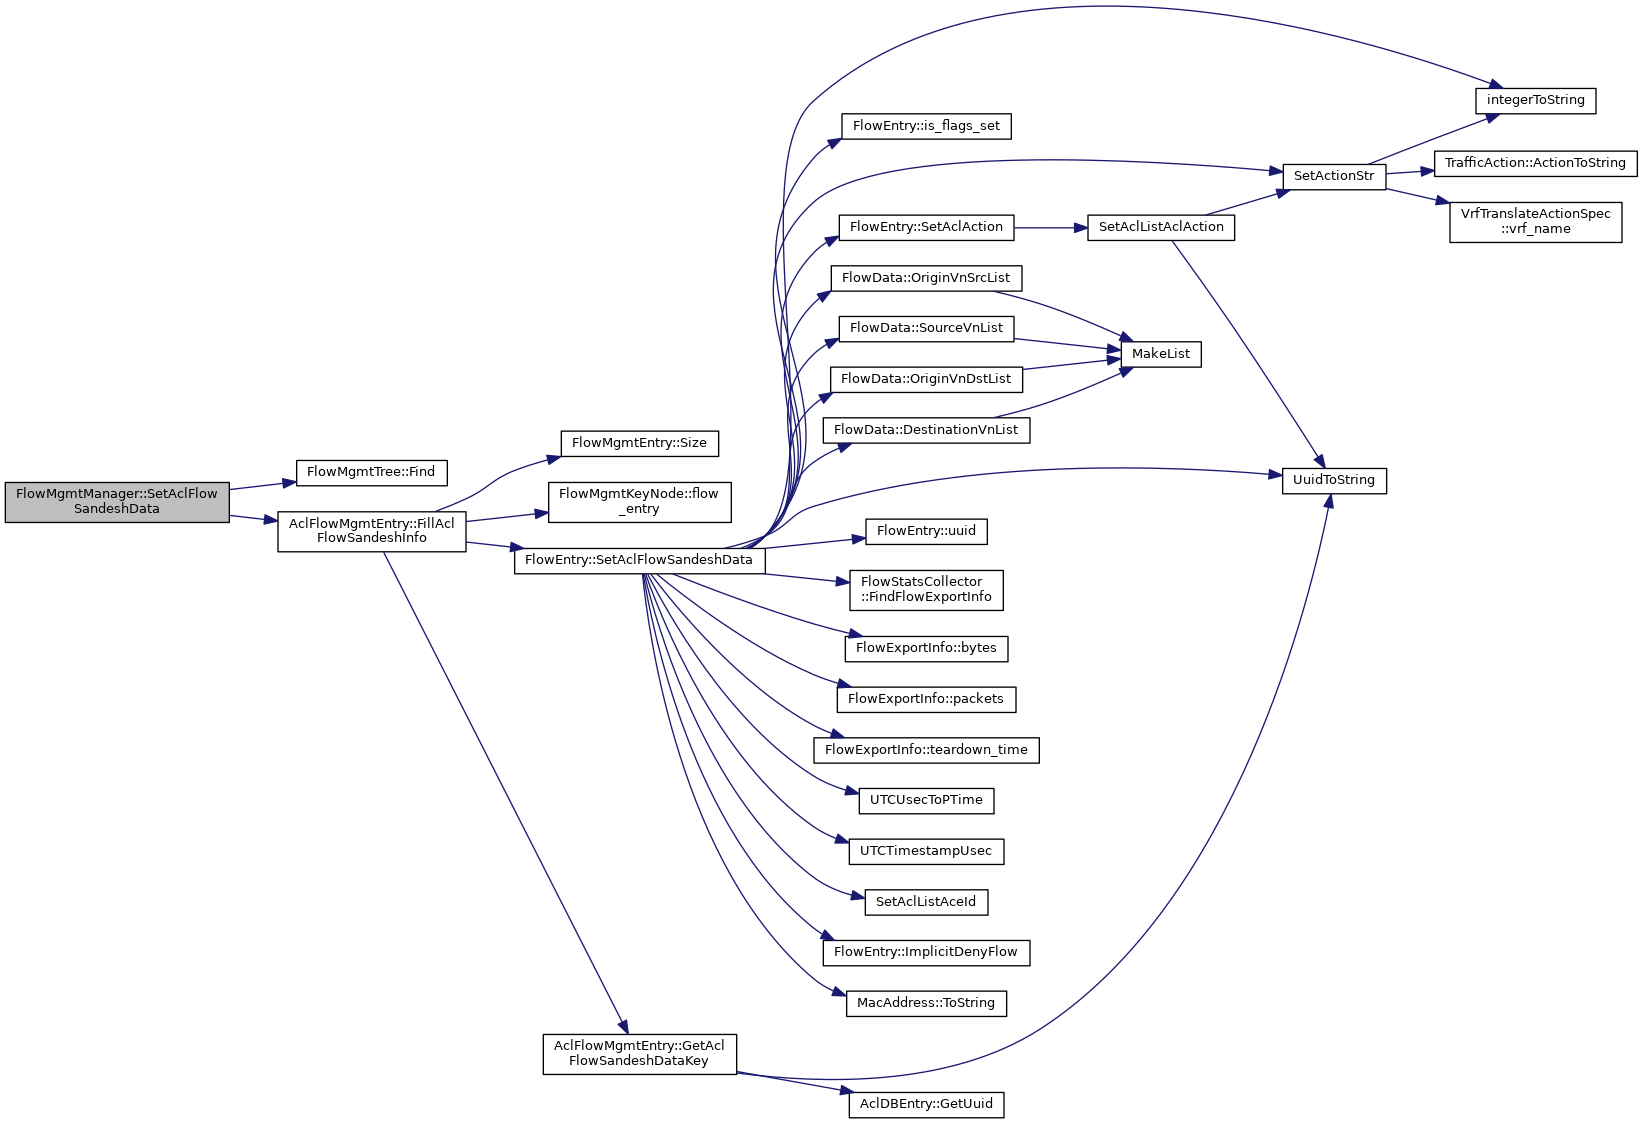 FlowMgmtManager::SetAclFlow
SandeshData
FlowMgmtTree::Find
AclFlowMgmtEntry::FillAcl
FlowSandeshInfo
FlowMgmtEntry::Size
FlowMgmtKeyNode::flow
_entry
FlowEntry::SetAclFlowSandeshData
AclFlowMgmtEntry::GetAcl
FlowSandeshDataKey
FlowEntry::is_flags_set
FlowEntry::SetAclAction
FlowData::OriginVnSrcList
FlowData::SourceVnList
FlowData::OriginVnDstList
FlowData::DestinationVnList
FlowEntry::uuid
FlowStatsCollector
::FindFlowExportInfo
FlowExportInfo::bytes
FlowExportInfo::packets
FlowExportInfo::teardown_time
UTCUsecToPTime
UTCTimestampUsec
SetAclListAceId
FlowEntry::ImplicitDenyFlow
MacAddress::ToString
AclDBEntry::GetUuid
SetAclListAclAction
MakeList
SetActionStr
UuidToString
integerToString
TrafficAction::ActionToString
VrfTranslateActionSpec
::vrf_name